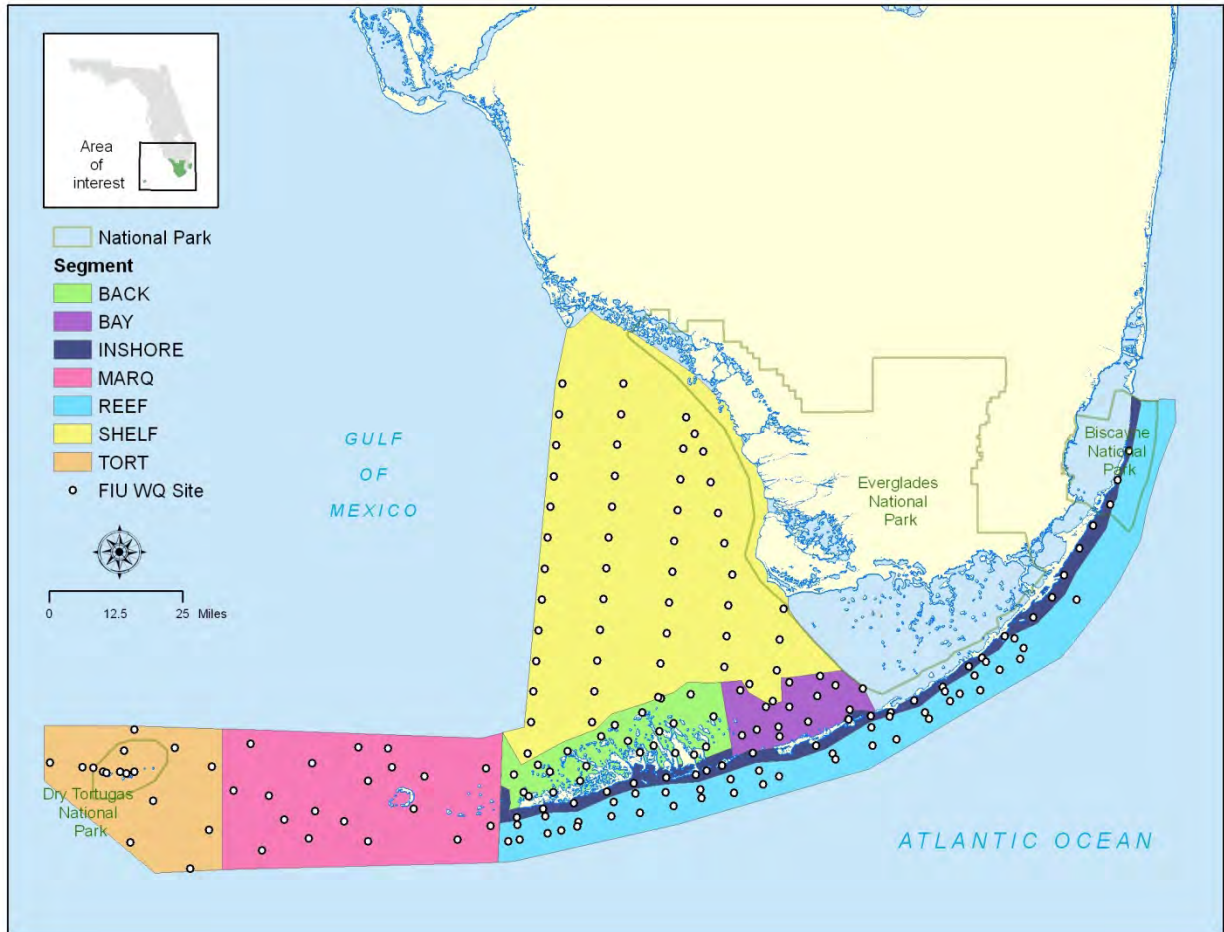 Area
of
interest
National Park
Segment
BACK
BAY
INSHORE
MARQ
REEF
SHELF
TORT
FIU WQ Site
0 12.5 25 Miles
GULF
OF
MEXICO
Biscayne
National
Park
Everglades
National
Park
Dry Tortugas
National
Park
ATLANTIC OCEAN